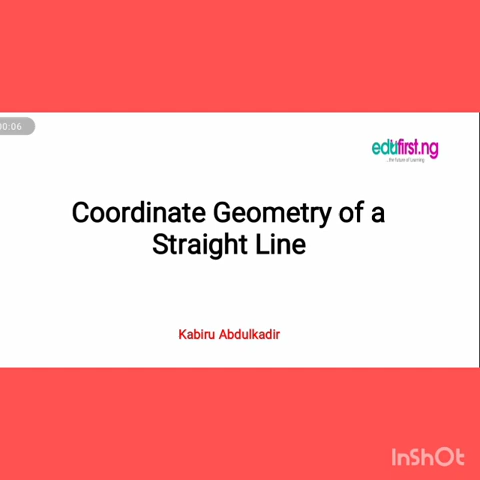 00:06
edufirst.ng
...the future of Learning
Coordinate Geometry of a
Straight Line
Kabiru Abdulkadir
InShOt